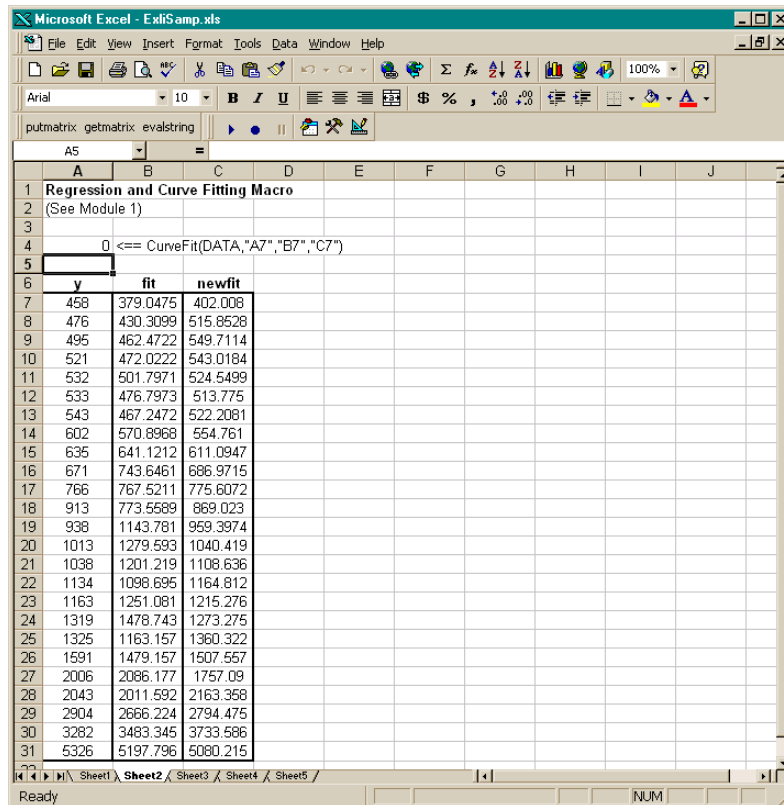 Microsoft Excel - ExliSamp.xls
File Edit View Insert Format Tools Data Window Help
100%
Arial 10 B I U $ % ,
putmatrix getmatrix evalstring
A5 =
A B C D E F G H I J
1 Regression and Curve Fitting Macro
2 (See Module 1)
3
4 0 <== CurveFit(DATA,"A7","B7","C7")
5
6 y fit newfit
7 458 379.0475 402.008
8 476 430.3099 515.8528
9 495 462.4722 549.7114
10 521 472.0222 543.0184
11 532 501.7971 524.5499
12 533 476.7973 513.775
13 543 467.2472 522.2081
14 602 570.8968 554.761
15 635 641.1212 611.0947
16 671 743.6461 686.9715
17 766 767.5211 775.6072
18 913 773.5589 869.023
19 938 1143.781 959.3974
20 1013 1279.593 1040.419
21 1038 1201.219 1108.636
22 1134 1098.695 1164.812
23 1163 1251.081 1215.276
24 1319 1478.743 1273.275
25 1325 1163.157 1360.322
26 1591 1479.157 1507.557
27 2006 2086.177 1757.09
28 2043 2011.592 2163.358
29 2904 2666.224 2794.475
30 3282 3483.345 3733.586
31 5326 5197.796 5080.215
Sheet1 Sheet2 Sheet3 Sheet4 Sheet5
Ready NUM